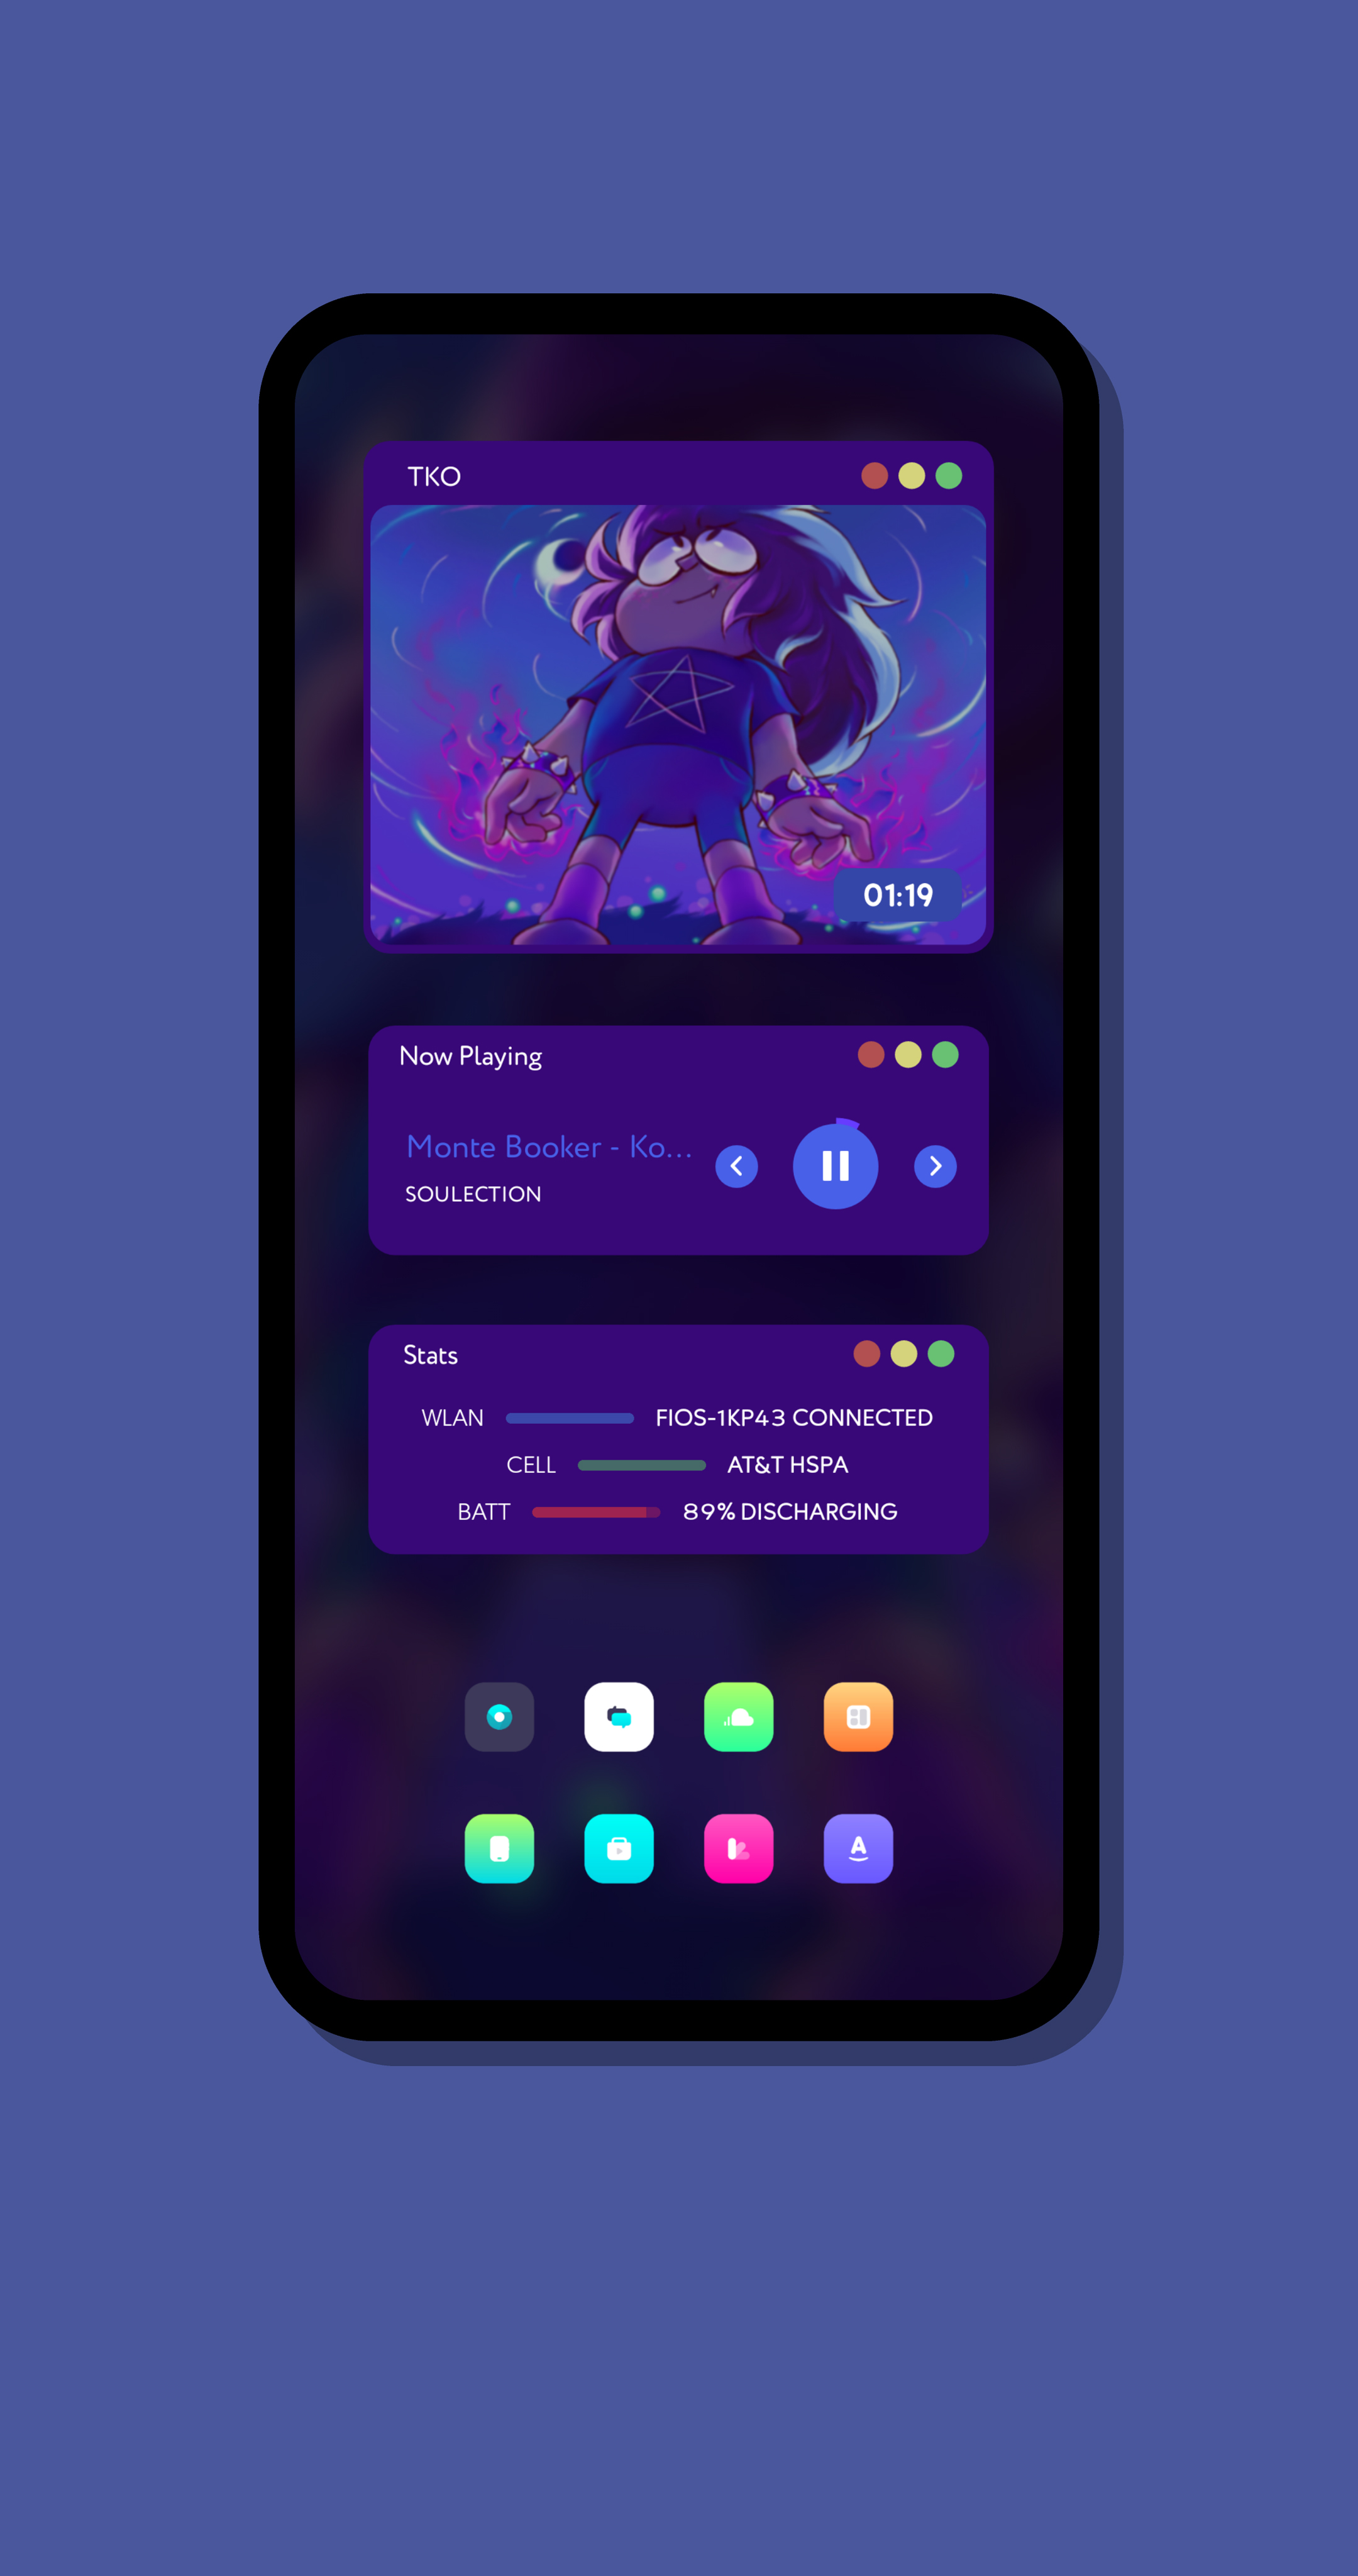 TKO
01:19
Now Playing
Monte Booker - Ko...
SOULECTION
Stats
WLAN FIOS-1KP43 CONNECTED
CELL AT&T HSPA
BATT 89% DISCHARGING
A